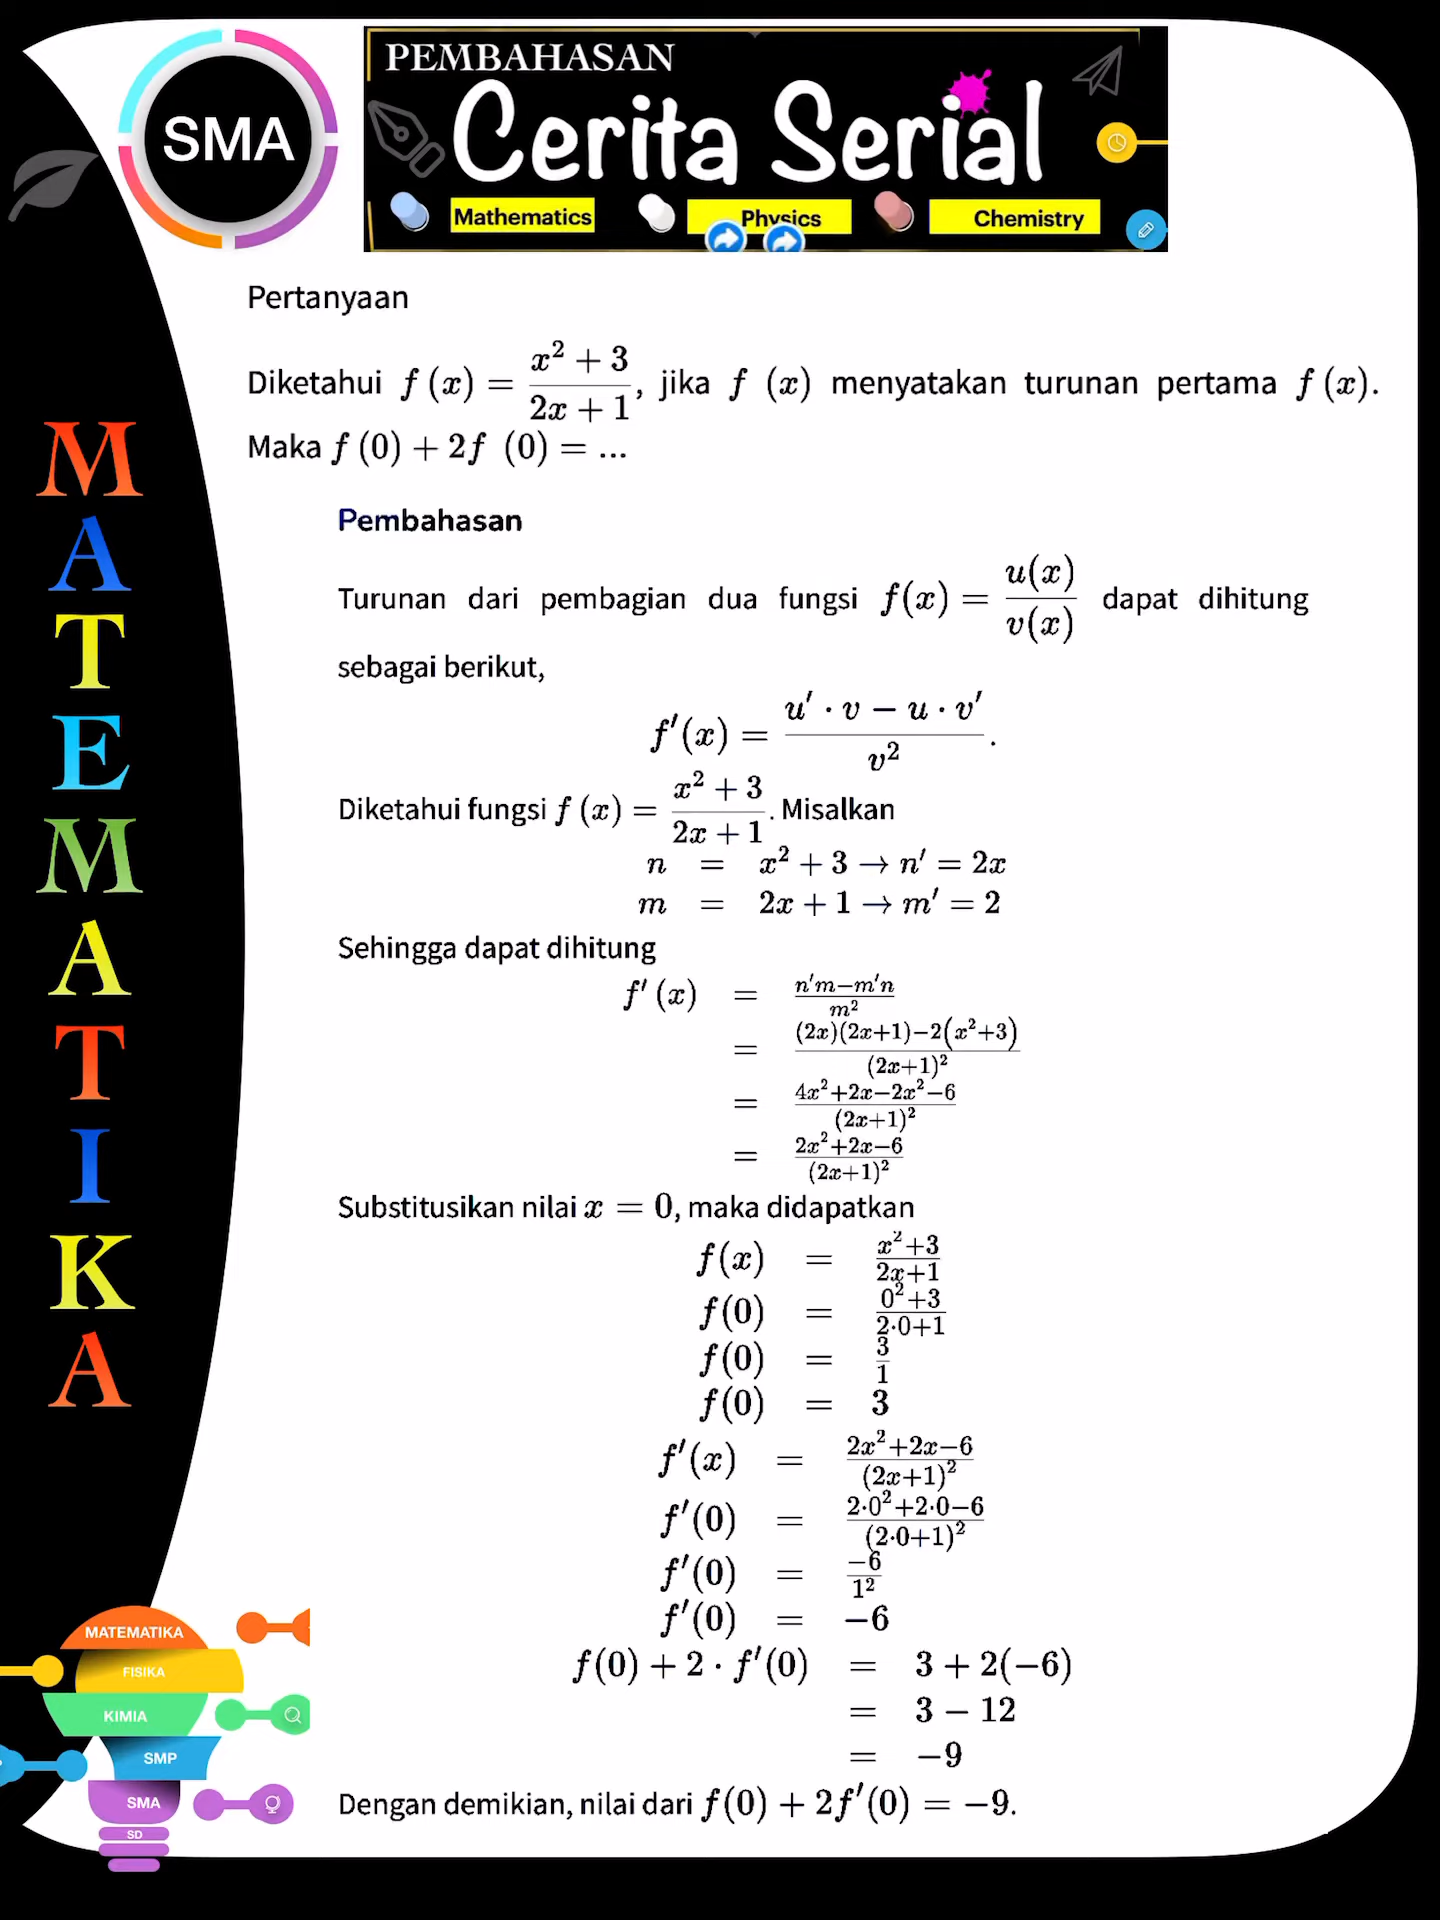 SMA
PEMBAHASAN
Cerita Serial
Mathematics
Physics
Chemistry
MATEMATIKA
Pertanyaan
Diketahui f (x) = (x² + 3)/(2x + 1), jika f (x) menyatakan turunan pertama f (x).
Maka f (0) + 2f (0) = ...
Pembahasan
Turunan dari pembagian dua fungsi f(x) = u(x)/v(x) dapat dihitung
sebagai berikut,
f′(x) = (u′ · v − u · v′)/v².
Diketahui fungsi f (x) = (x² + 3)/(2x + 1). Misalkan
n = x² + 3 → n′ = 2x
m = 2x + 1 → m′ = 2
Sehingga dapat dihitung
f′ (x) = (n′m−m′n)/m²
= ((2x)(2x+1)−2(x²+3))/(2x+1)²
= (4x²+2x−2x²−6)/(2x+1)²
= (2x²+2x−6)/(2x+1)²
Substitusikan nilai x = 0, maka didapatkan
f(x) = (x²+3)/(2x+1)
f(0) = (0²+3)/(2·0+1)
f(0) = 3/1
f(0) = 3
f′(x) = (2x²+2x−6)/(2x+1)²
f′(0) = (2·0²+2·0−6)/(2·0+1)²
f′(0) = −6/1²
f′(0) = −6
f(0) + 2 · f′(0) = 3 + 2(−6)
= 3 − 12
= −9
Dengan demikian, nilai dari f(0) + 2f′(0) = −9.
MATEMATIKA
FISIKA
KIMIA
SMP
SMA
SD